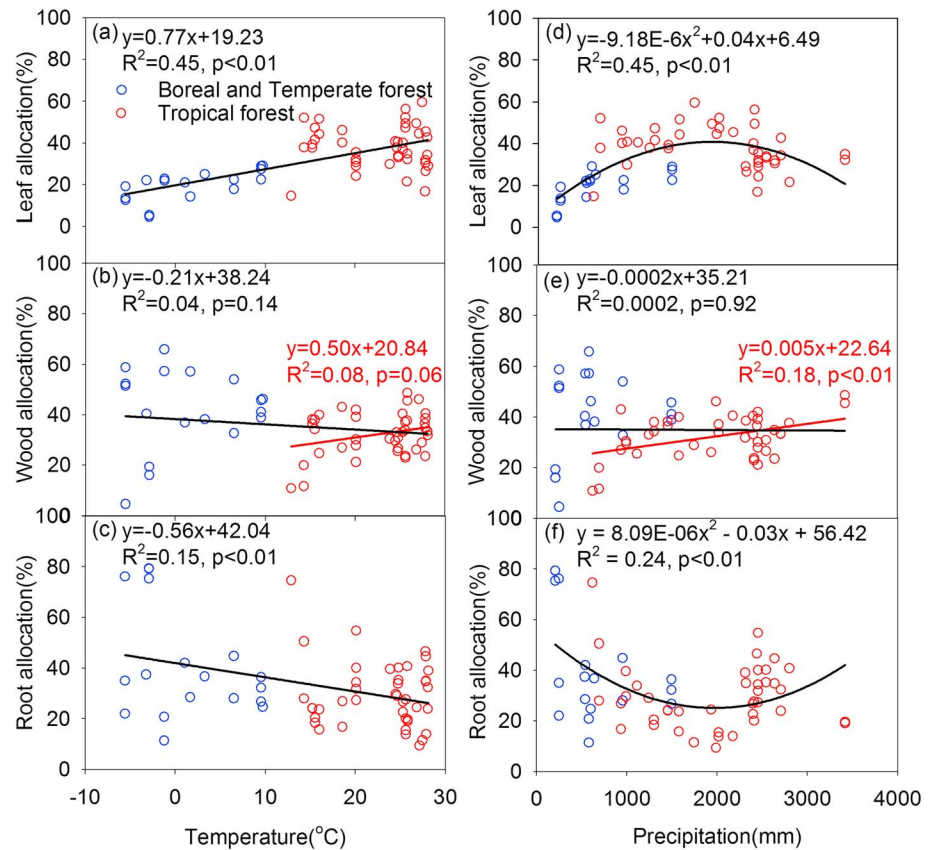 (a) y=0.77x+19.23
R²=0.45, p<0.01
Boreal and Temperate forest
Tropical forest
Leaf allocation(%)
100
80
60
40
20
0
(d) y=-9.18E-6x²+0.04x+6.49
R²=0.45, p<0.01
Leaf allocation(%)
100
80
60
40
20
0
(b) y=-0.21x+38.24
R²=0.04, p=0.14
y=0.50x+20.84
R²=0.08, p=0.06
Wood allocation(%)
100
80
60
40
20
0
(e) y=-0.0002x+35.21
R²=0.0002, p=0.92
y=0.005x+22.64
R²=0.18, p<0.01
Wood allocation(%)
100
80
60
40
20
0
(c) y=-0.56x+42.04
R²=0.15, p<0.01
Root allocation(%)
100
80
60
40
20
0
-10 0 10 20 30
Temperature(°C)
(f) y = 8.09E-06x² - 0.03x + 56.42
R² = 0.24, p<0.01
Root allocation(%)
100
80
60
40
20
0
0 1000 2000 3000 4000
Precipitation(mm)